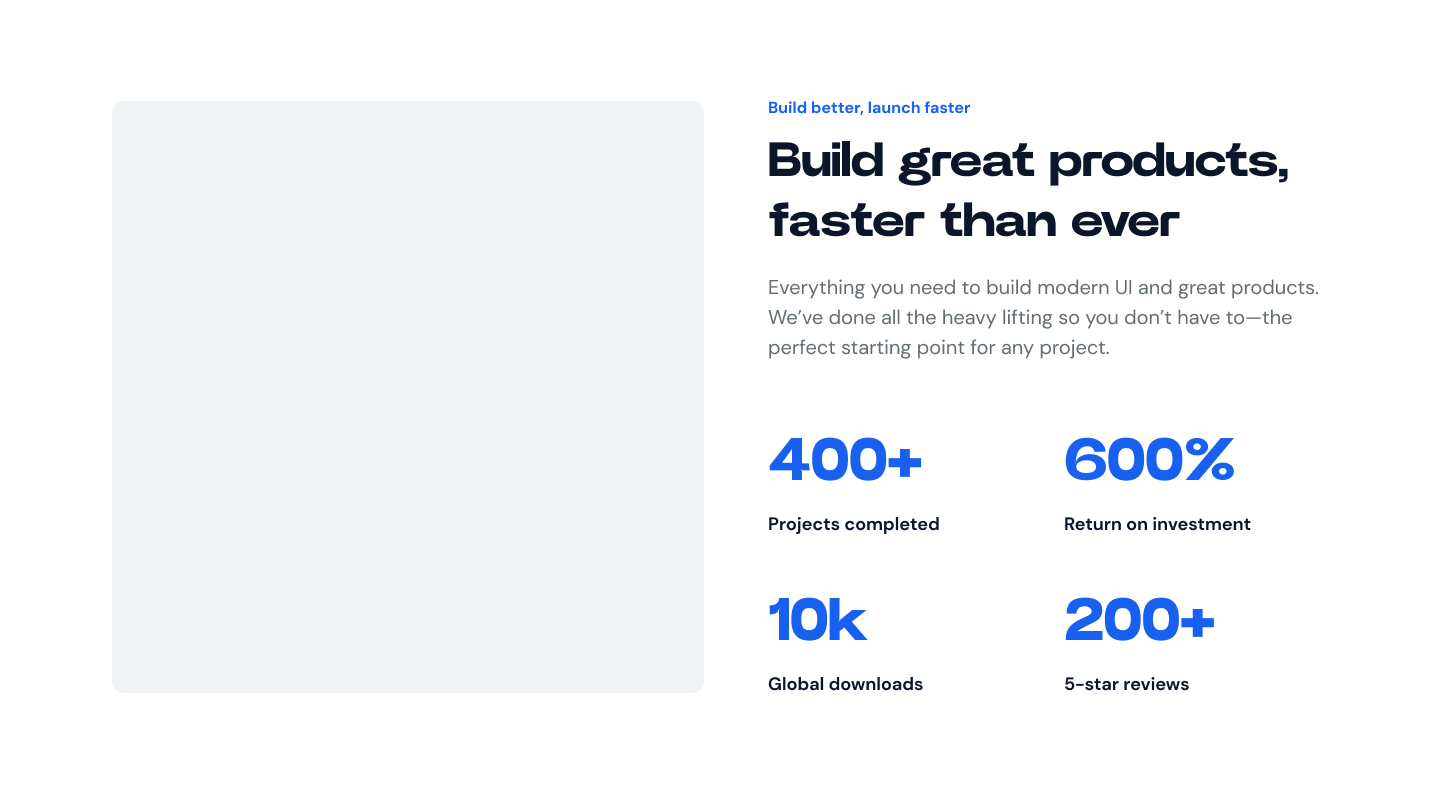 Build better, launch faster
Build great products,
faster than ever
Everything you need to build modern UI and great products.
We’ve done all the heavy lifting so you don’t have to—the
perfect starting point for any project.
400+
600%
Projects completed
Return on investment
10k
200+
Global downloads
5-star reviews